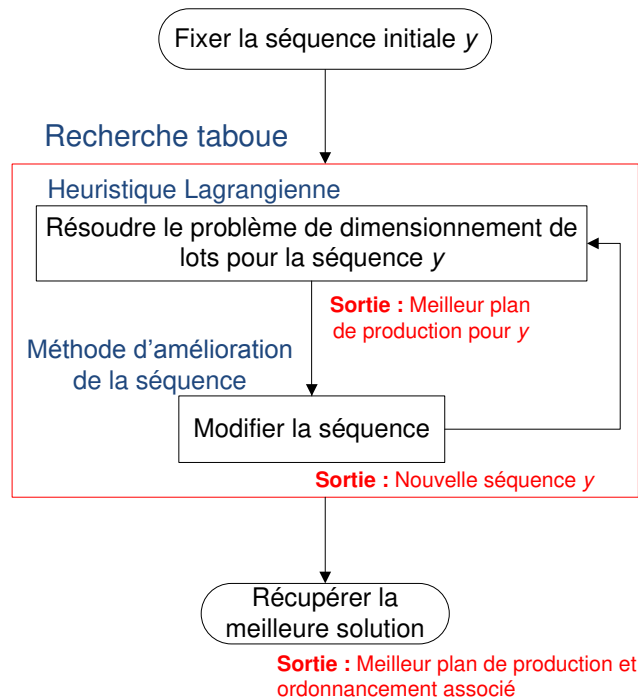 Fixer la séquence initiale y
Recherche taboue
Heuristique Lagrangienne
Résoudre le problème de dimensionnement de
lots pour la séquence y
Sortie : Meilleur plan
de production pour y
Méthode d'amélioration
de la séquence
Modifier la séquence
Sortie : Nouvelle séquence y
Récupérer la
meilleure solution
Sortie : Meilleur plan de production et
ordonnancement associé